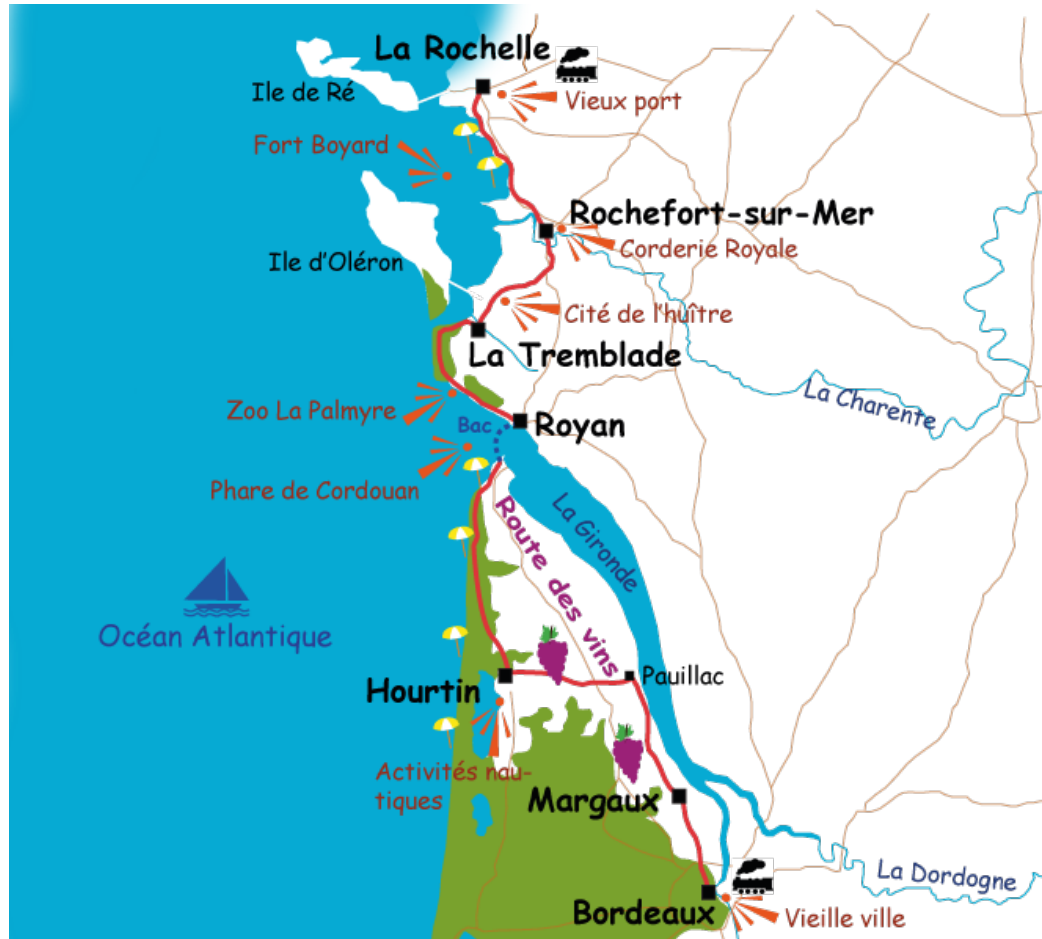 La Rochelle
Ile de Ré
Vieux port
Fort Boyard
Rochefort-sur-Mer
Corderie Royale
Ile d'Oléron
Cité de l'huître
La Tremblade
La Charente
Zoo La Palmyre
Bac
Royan
Phare de Cordouan
La Gironde
Route des vins
Océan Atlantique
Pauillac
Hourtin
Activités nau-
tiques
Margaux
La Dordogne
Bordeaux
Vieille ville